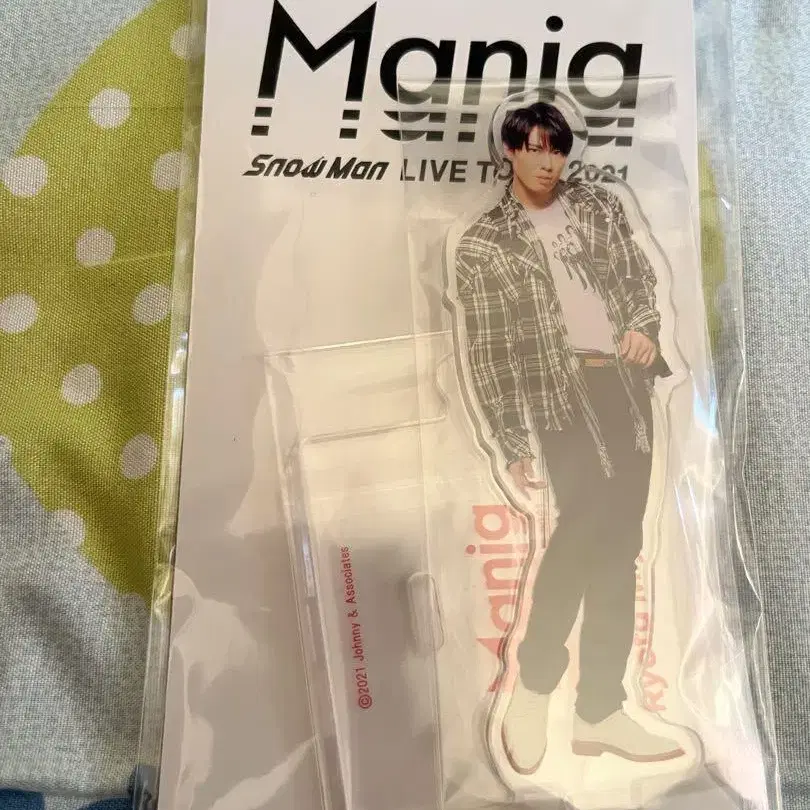 Mania
Snow Man LIVE TO 2021
Mania
©2021 Johnny & Associates